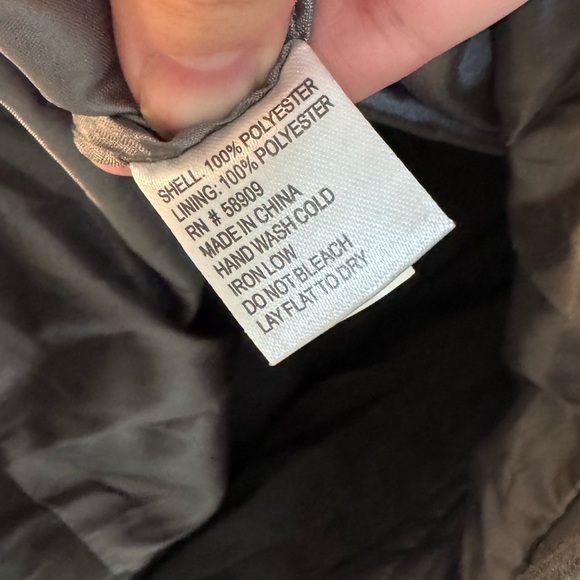 SHELL: 100% POLYESTER
LINING: 100% POLYESTER
RN # 58909
MADE IN CHINA
HAND WASH COLD
IRON LOW
DO NOT BLEACH
LAY FLAT TO DRY